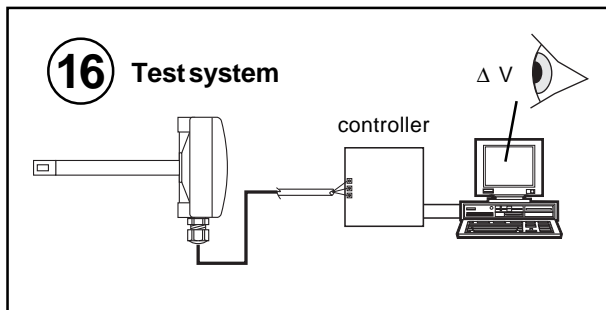 16 Test system
Δ V
controller